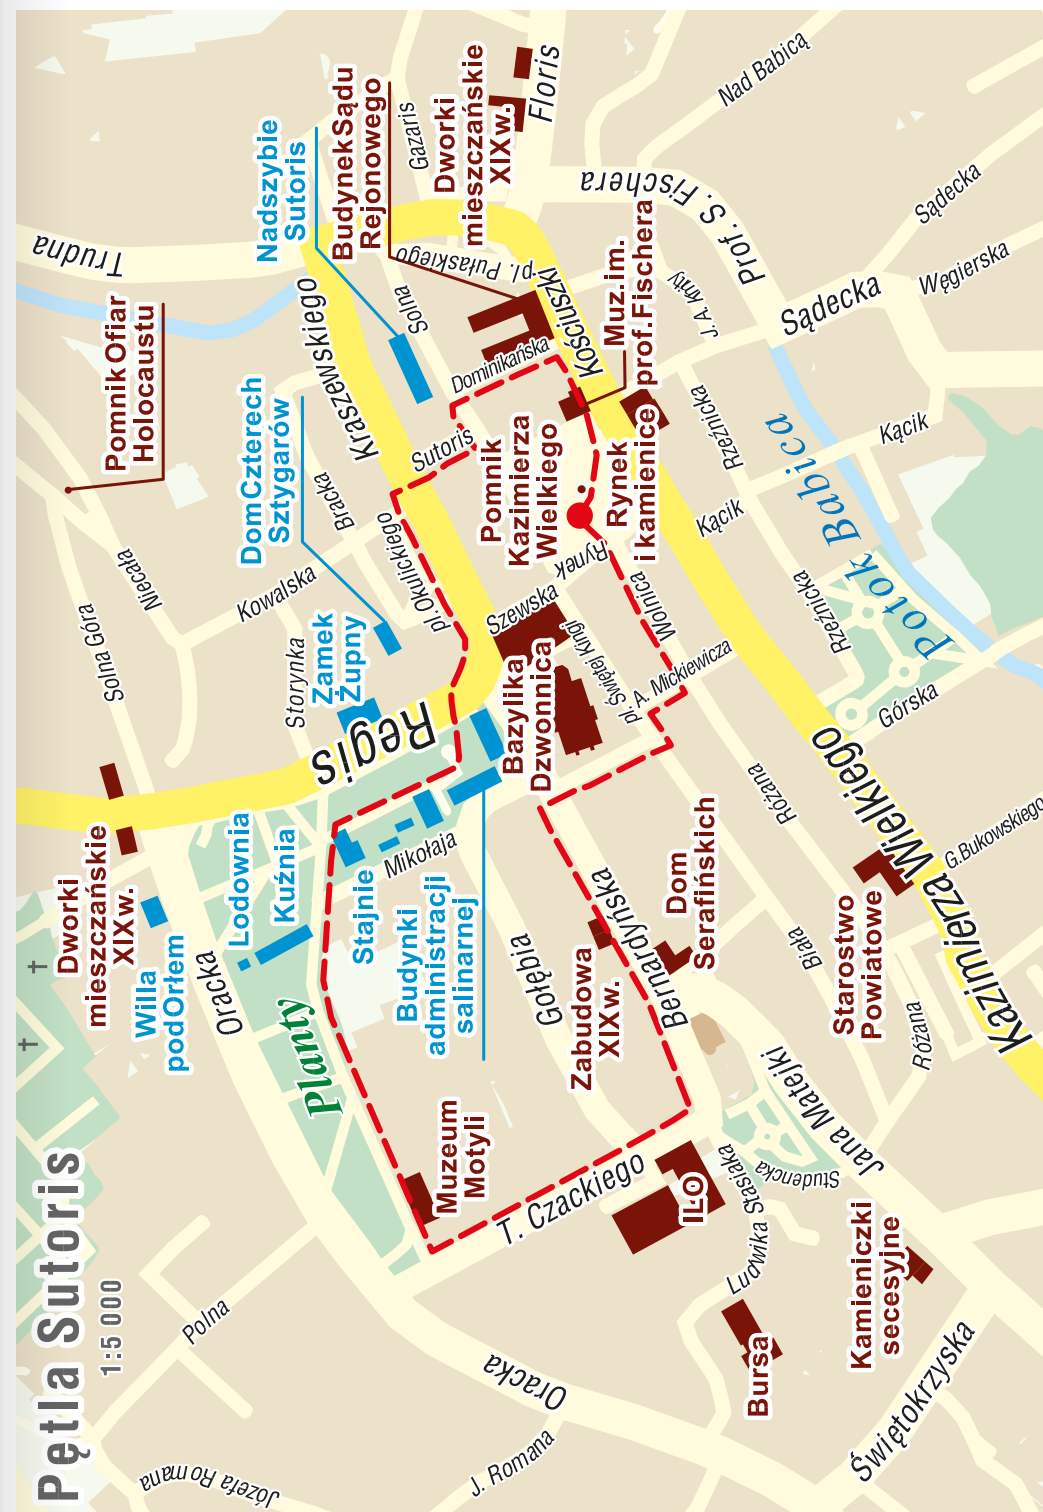 Pętla Sutoris
1:5 000
Trudna
Pomnik Ofiar
Holocaustu
Nadszybie
Sutoris
Budynek Sądu
Rejonowego
Gazaris
Dworki
mieszczańskie
XIX w.
Floris
Nad Babicą
Sądecka
Węgierska
Prof. S. Fischera
pl. Pułaskiego
Kościuszki
Muz. im.
prof. Fischera
J. A. Kmity
Sądecka
Solna
Kraszewskiego
Dominikańska
Sutoris
Dom Czterech
Sztygarów
Bracka
pl. Okulickiego
Pomnik
Kazimierza
Wielkiego
Rynek
i kamienice
Rynek
Rzeźnicka
Kącik
Kącik
Potok Babica
Rzeźnicka
Górska
Niecała
Solna Góra
Kowalska
Storynka
Zamek
Żupny
Regis
Szewska
Bazylika
Dzwonnica
pl. Świętej Kingi
Wolnica
pl. A. Mickiewicza
Różana
Kazimierza Wielkiego
G.Bukowskiego
Dworki
mieszczańskie
XIX w.
Willa
pod Orłem
Oracka
Lodownia
Kuźnia
Stajnie
Mikołaja
Budynki
administracji
salinarnej
Planty
Gołębia
Bernardyńska
Zabudowa
XIX w.
Dom
Serafińskich
Biała
Starostwo
Powiatowe
Różana
Jana Matejki
Muzeum
Motyli
T. Czackiego
ILO
Ludwika Stasiaka
Studencka
Kamieniczki
secesyjne
Bursa
Świętokrzyska
Polna
Oracka
J. Romana
Józefa Romana